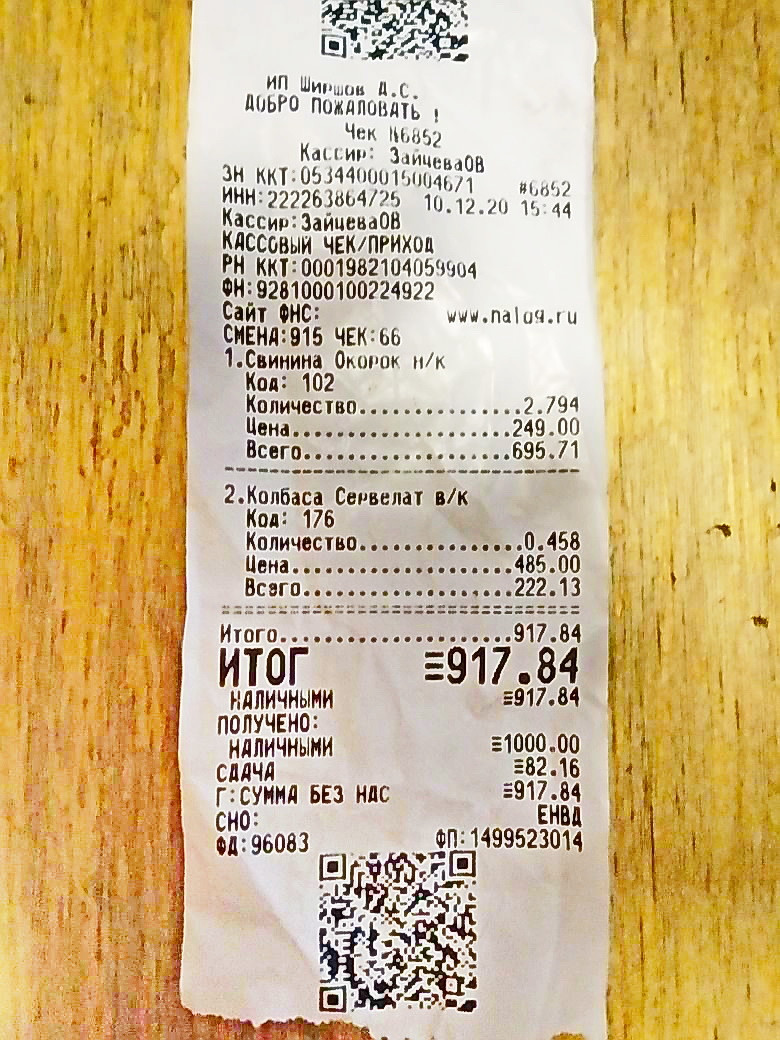 ИП Ширшов Д.С.
ДОБРО ПОЖАЛОВАТЬ !
Чек №6852
Кассир: ЗайцеваОВ
ЗН ККТ:0534400015004671 #6852
ИНН:222263864725 10.12.20 15:44
Кассир:ЗайцеваОВ
КАССОВЫЙ ЧЕК/ПРИХОД
РН ККТ:0001982104059904
ФН:9281000100224922
Сайт ФНС: www.nalog.ru
СМЕНА:915 ЧЕК:66
1.Свинина Окорок н/к
Код: 102
Количество...............2.794
Цена....................249.00
Всего...................695.71
2.Колбаса Сервелат в/к
Код: 176
Количество...............0.458
Цена....................485.00
Всего...................222.13
Итого.....................917.84
ИТОГ ≡917.84
НАЛИЧНЫМИ ≡917.84
ПОЛУЧЕНО:
НАЛИЧНЫМИ ≡1000.00
СДАЧА ≡82.16
Г:СУММА БЕЗ НДС ≡917.84
СНО: ЕНВД
ФД:96083 ФП:1499523014